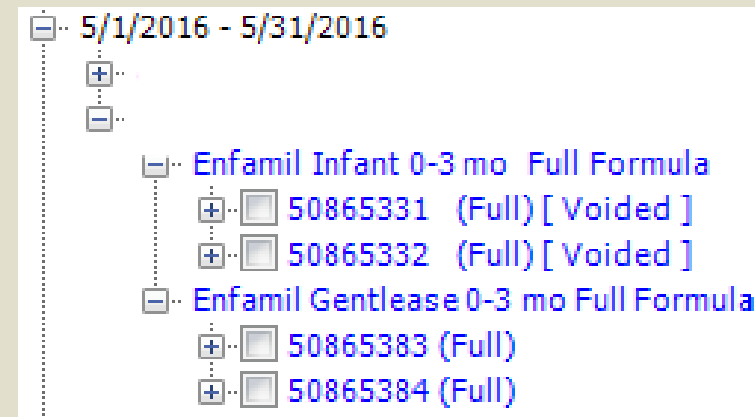 5/1/2016 - 5/31/2016
Enfamil Infant 0-3 mo Full Formula
50865331 (Full) [ Voided ]
50865332 (Full) [ Voided ]
Enfamil Gentlease 0-3 mo Full Formula
50865383 (Full)
50865384 (Full)